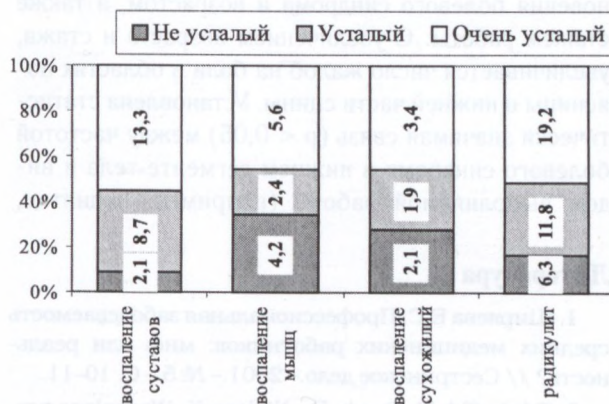 Не усталый Усталый Очень усталый
100%
80%
60%
40%
20%
0%
2,1 8,7 13,3
4,2 2,4 5,6
2,1 1,9 3,4
6,3 11,8 19,2
воспаление
суставов
воспаление
мышц
воспаление
сухожилий
радикулит